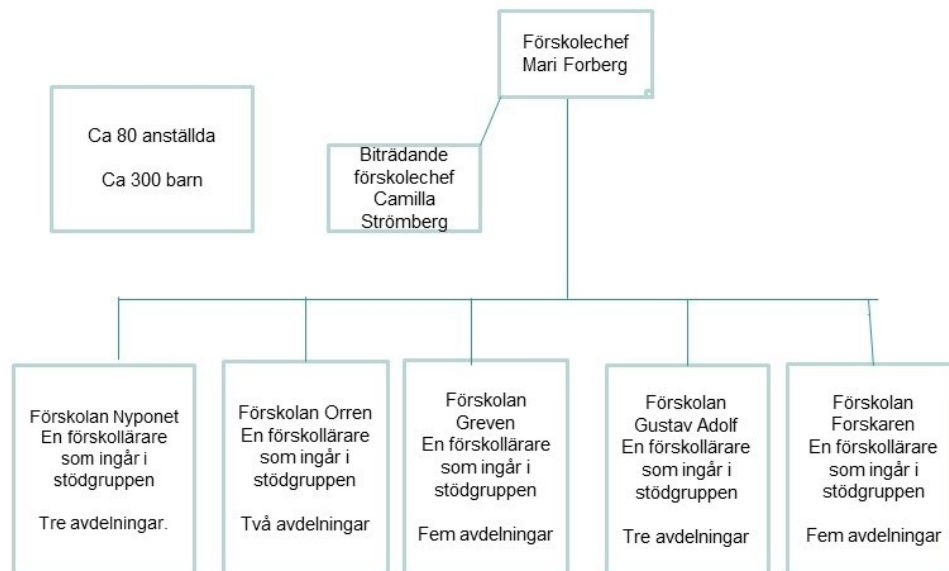 Förskolechef
Mari Forberg
Ca 80 anställda
Ca 300 barn
Biträdande
förskolechef
Camilla
Strömberg
Förskolan Nyponet
En förskollärare
som ingår i
stödgruppen
Tre avdelningar.
Förskolan Orren
En förskollärare
som ingår i
stödgruppen
Två avdelningar
Förskolan
Greven
En förskollärare
som ingår i
stödgruppen
Fem avdelningar
Förskolan
Gustav Adolf
En förskollärare
som ingår i
stödgruppen
Tre avdelningar
Förskolan
Forskaren
En förskollärare
som ingår i
stödgruppen
Fem avdelningar